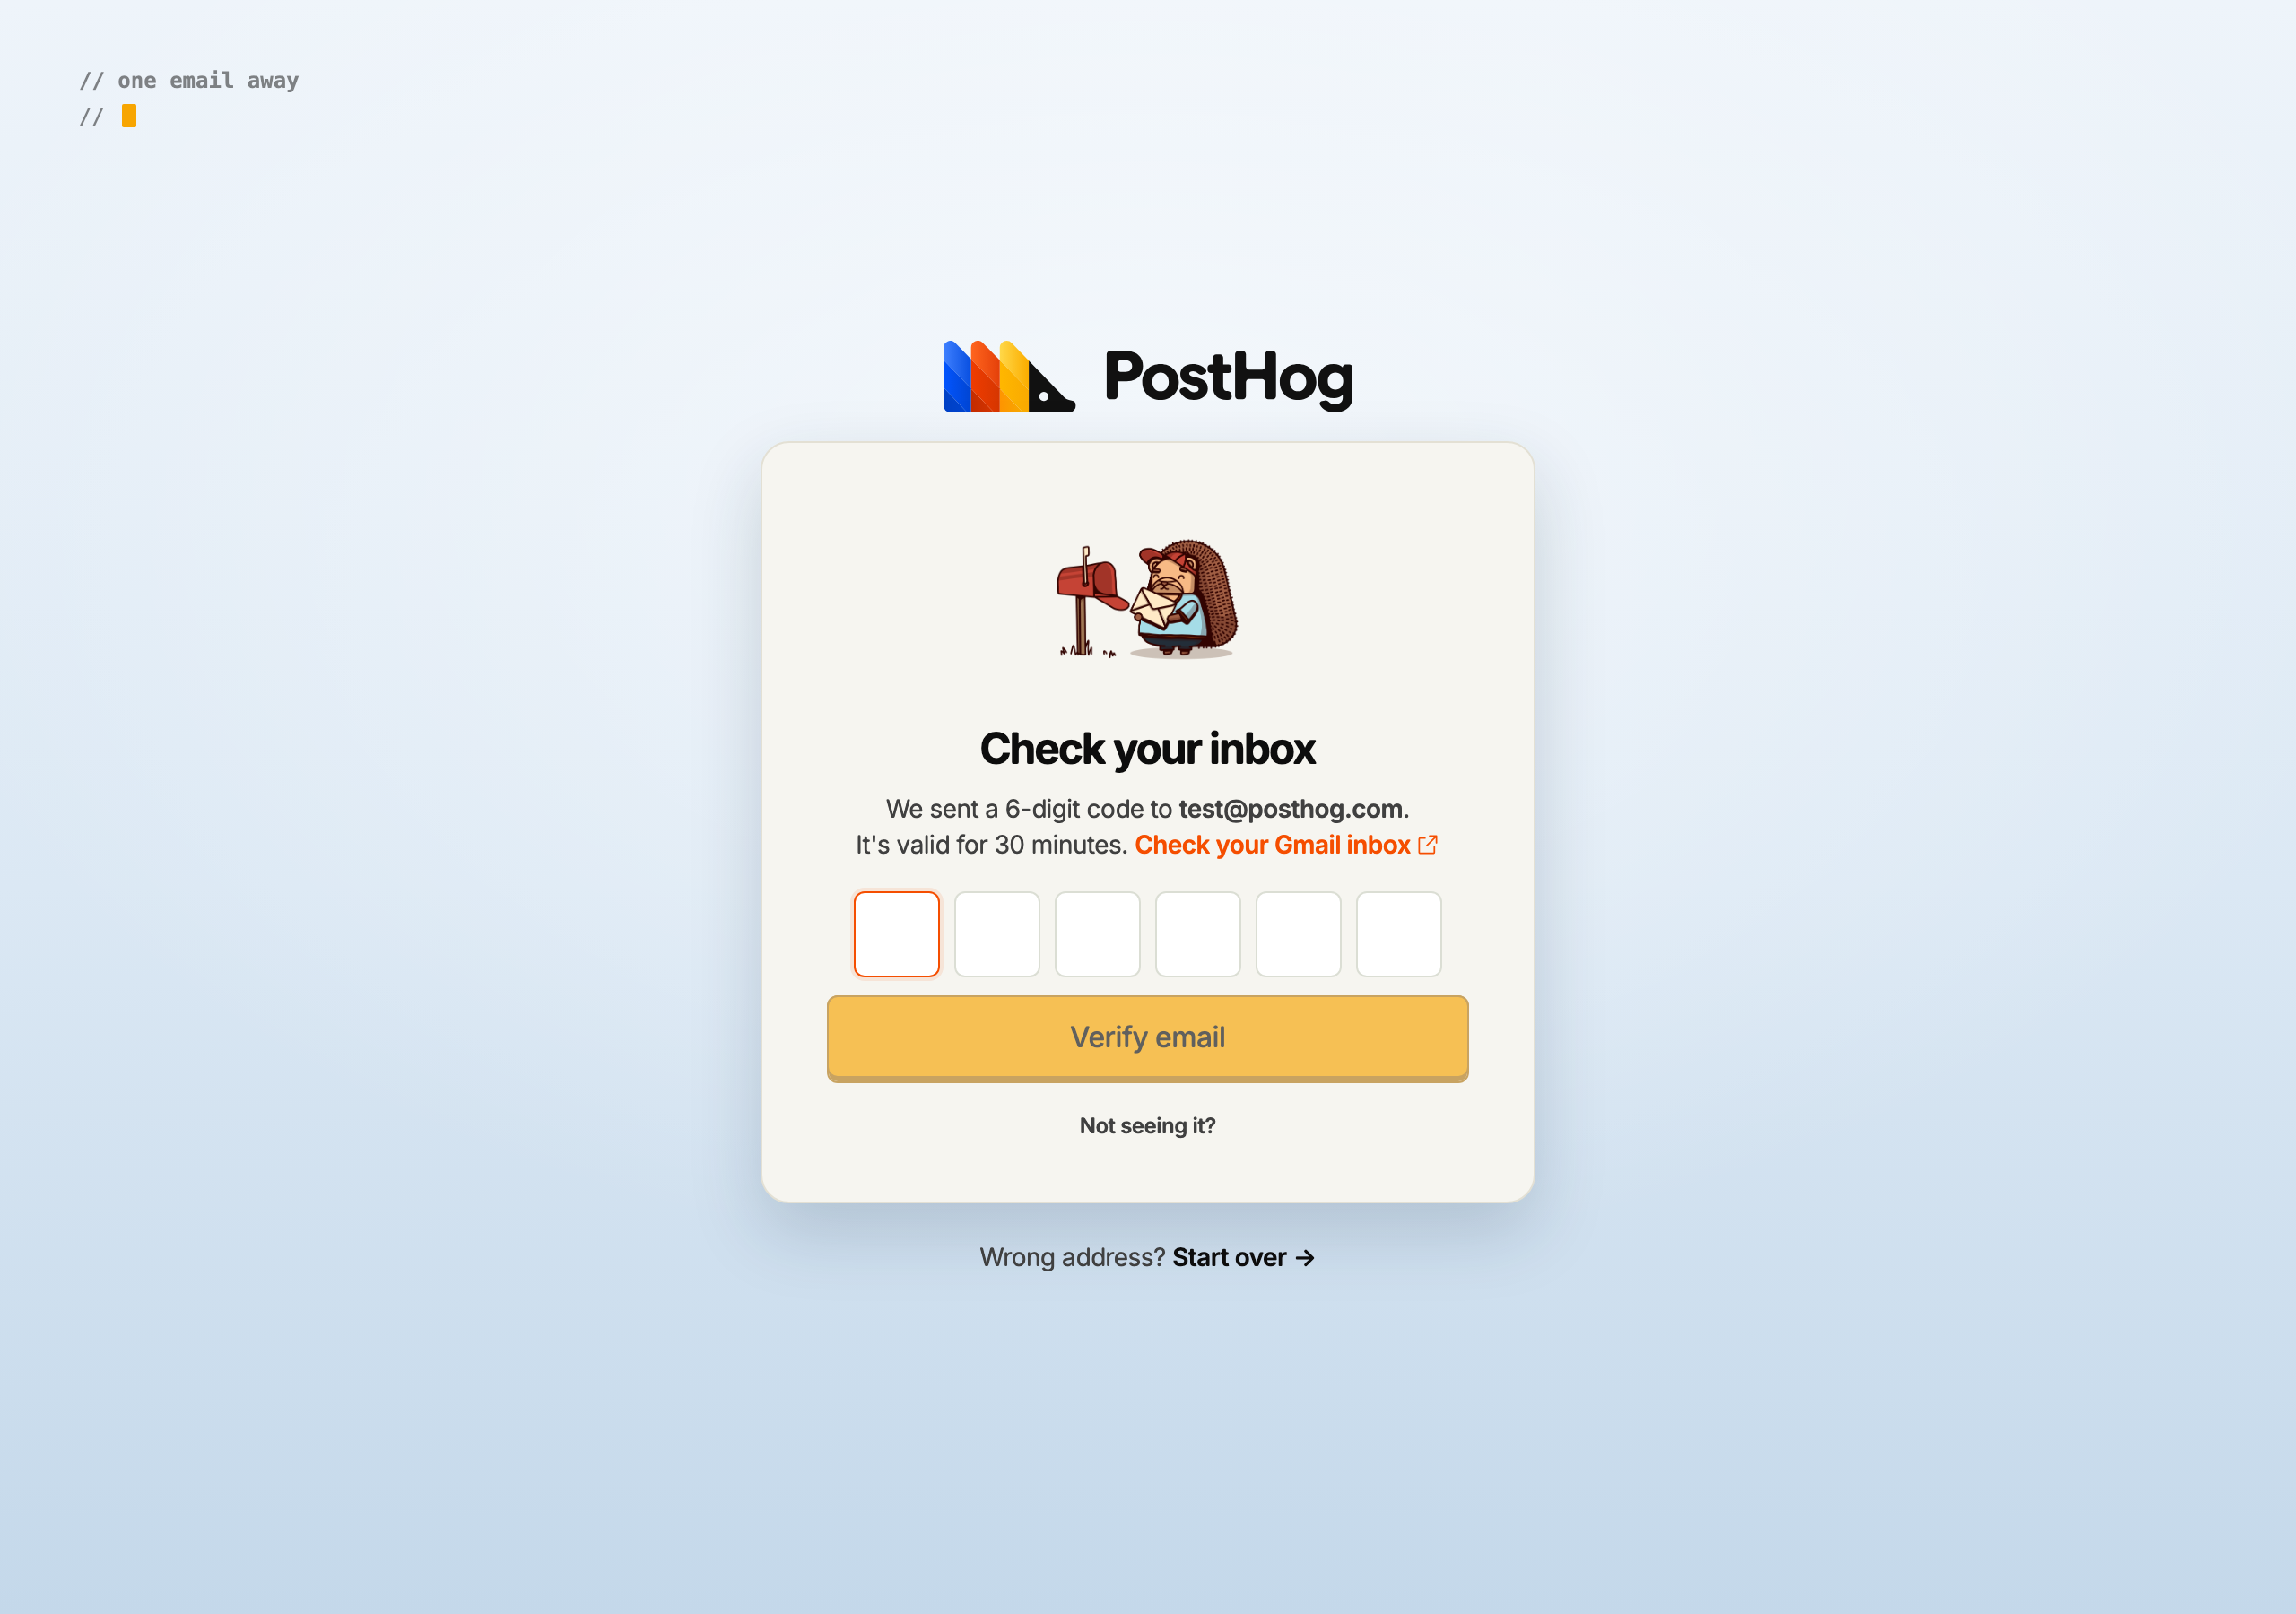 // one email away
//
PostHog
Check your inbox
We sent a 6-digit code to test@posthog.com.
It's valid for 30 minutes. Check your Gmail inbox
Verify email
Not seeing it?
Wrong address? Start over →